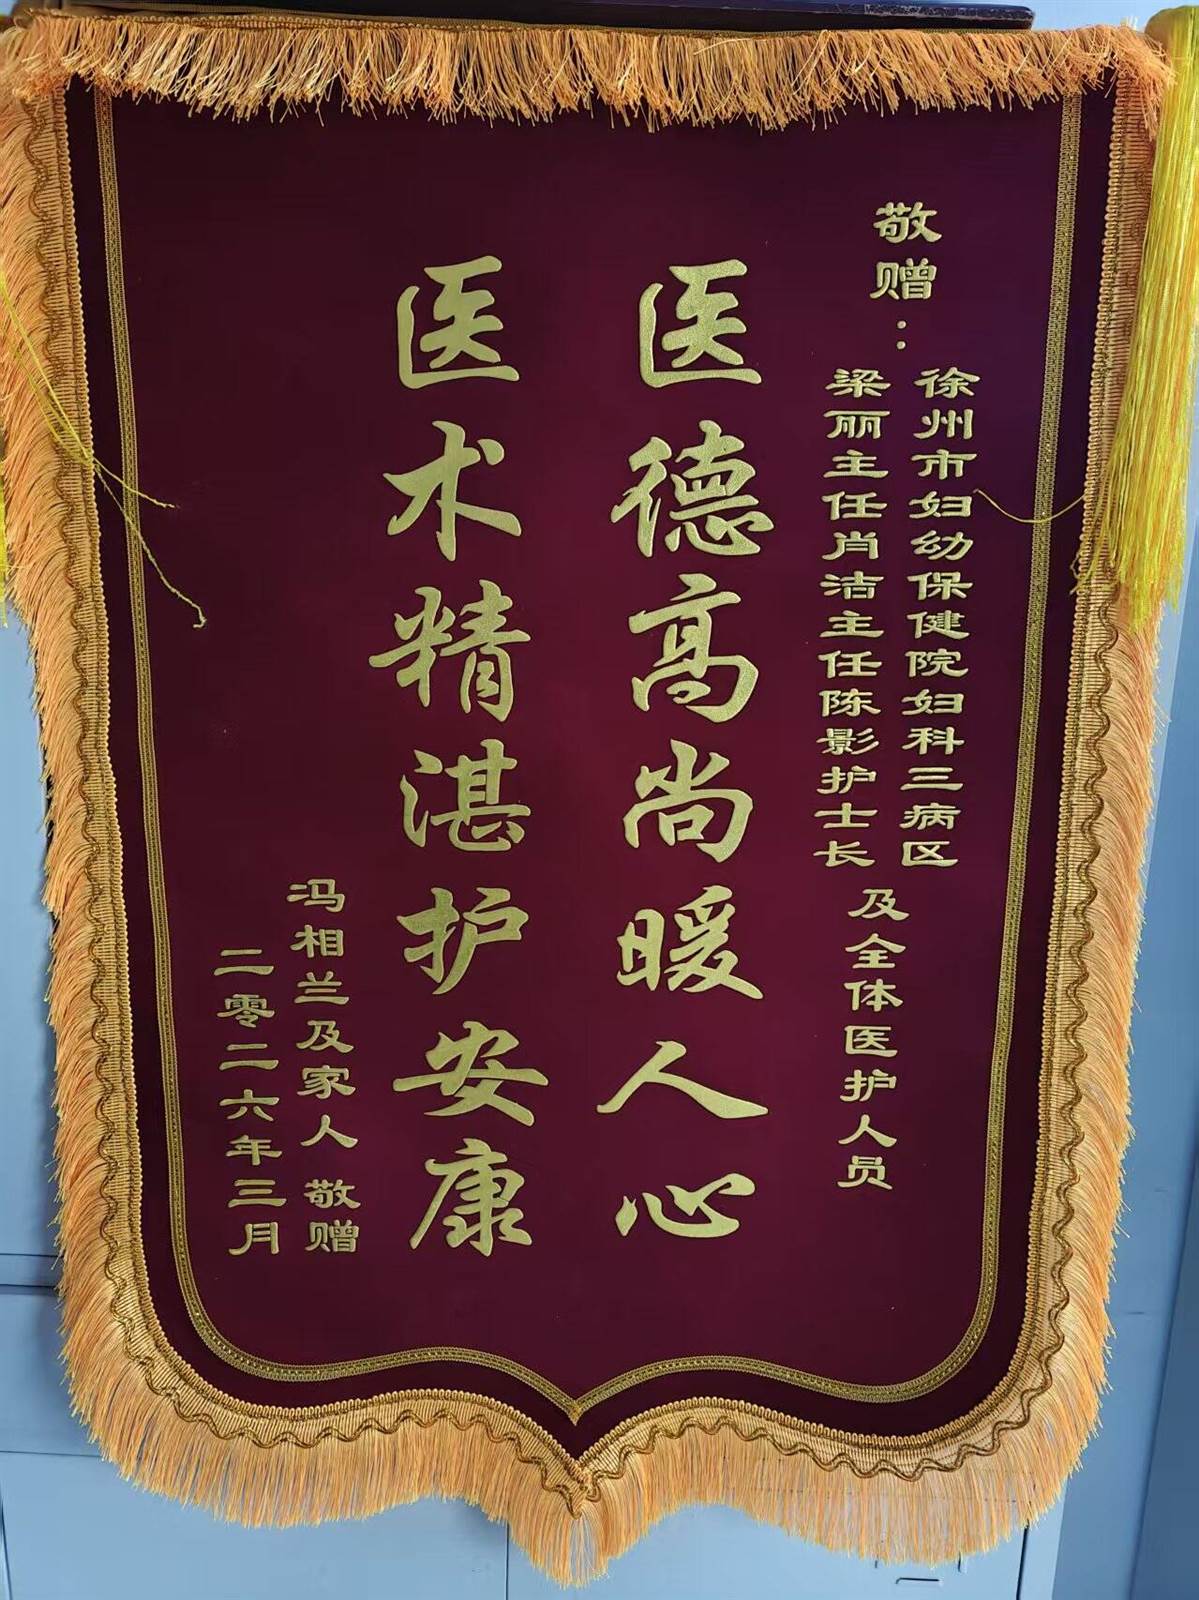 敬赠：
徐州市妇幼保健院妇科三病区
梁丽主任肖洁主任陈影护士长
及全体医护人员
医德高尚暖人心
医术精湛护安康
冯相兰及家人 敬赠
二零二六年三月